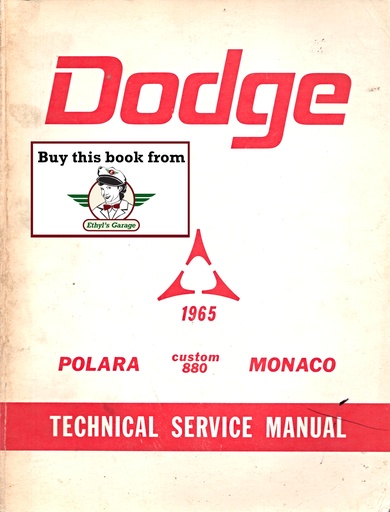 Dodge
Buy this book from
Ethyl's Garage
1965
POLARA custom 880 MONACO
TECHNICAL SERVICE MANUAL